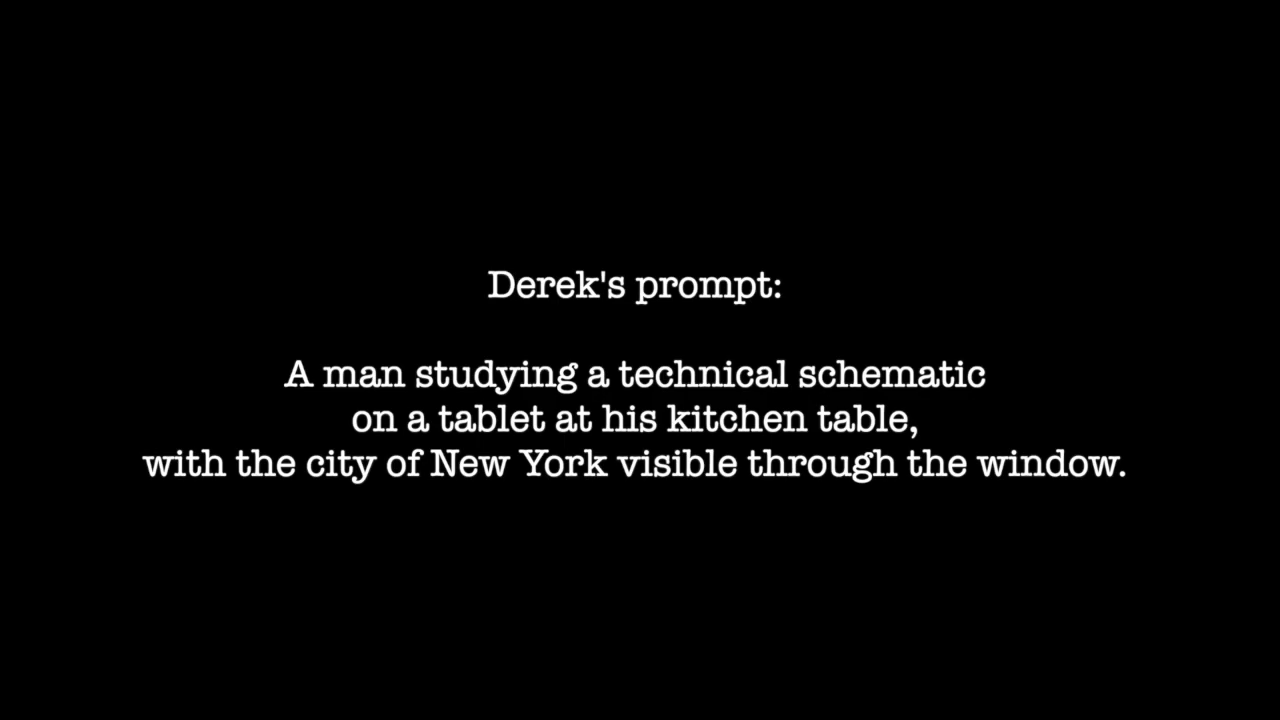 Derek's prompt:
A man studying a technical schematic
on a tablet at his kitchen table,
with the city of New York visible through the window.